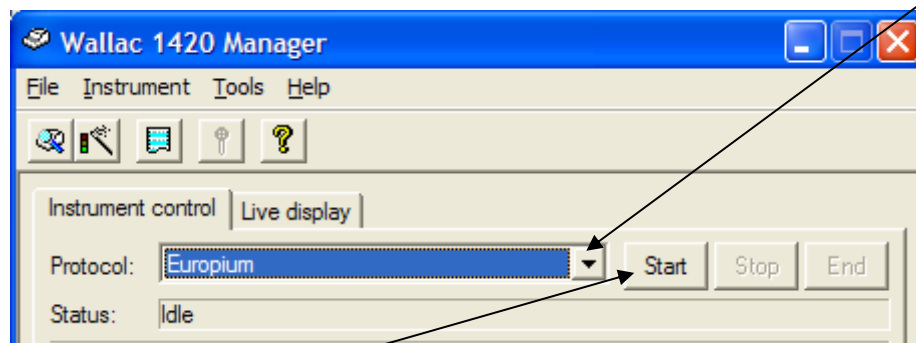 Wallac 1420 Manager
File Instrument Tools Help
Instrument control Live display
Protocol: Europium Start Stop End
Status: Idle